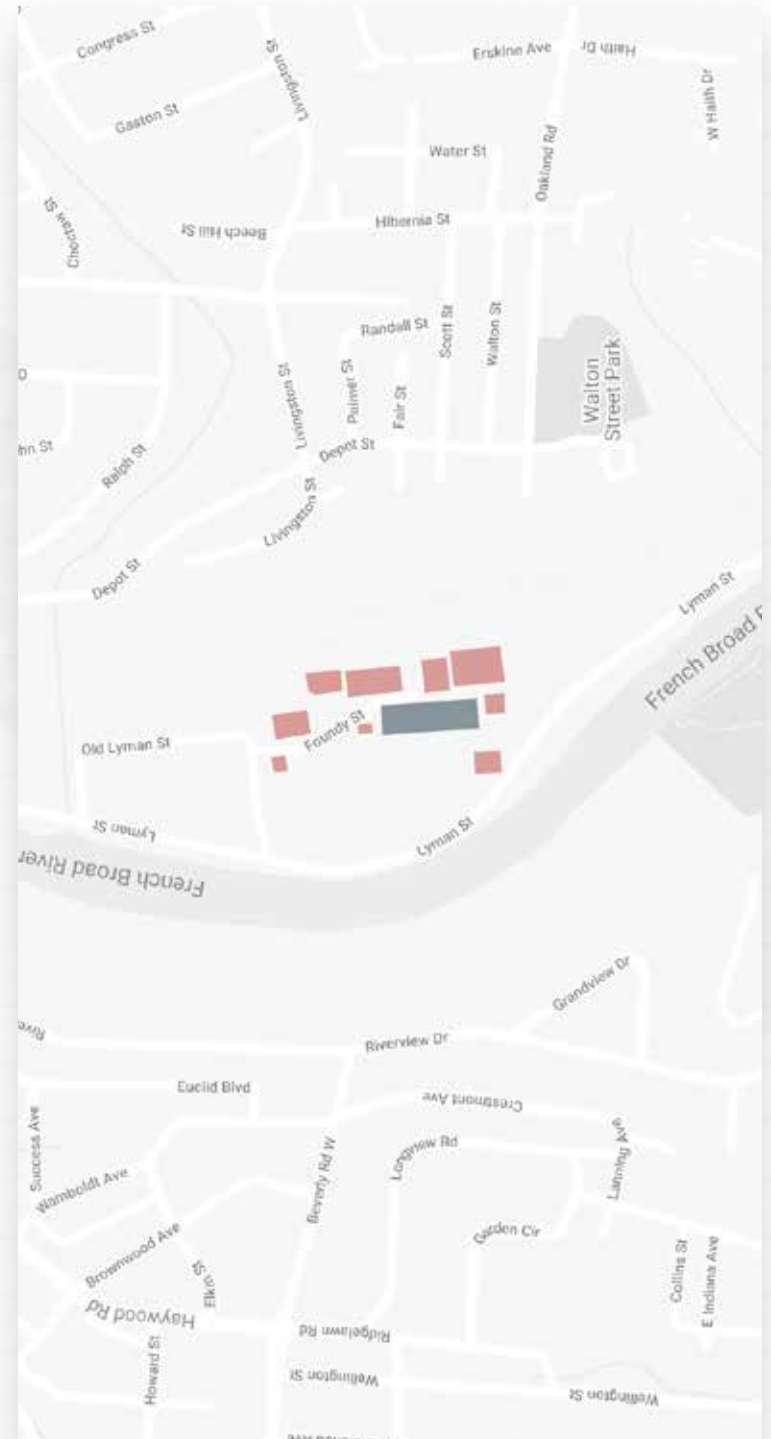 Congress St
Livingston St
Erskine Ave
Haith Dr
W Haith Dr
Gaston St
Water St
Oakland Rd
Choctaw St
Beech Hill St
Hibernia St
Randall St
Scott St
Walton St
Livingston St
Palmer St
Fair St
Walton
Street Park
Ralph St
Depot St
Livingston St
Depot St
Lyman St
French Broad
Foundy St
Old Lyman St
Lyman St
Lyman St
French Broad River
Grandview Dr
Riverview Dr
Euclid Blvd
Crestmont Ave
Success Ave
Wamboldt Ave
Beverly Rd W
Longview Rd
Lanning Ave
Brownwood Ave
Elkin St
Garden Cir
Collins St
E Indiana Ave
Haywood Rd
Ridgelawn Rd
Howard St
Wellington St
Wellington St